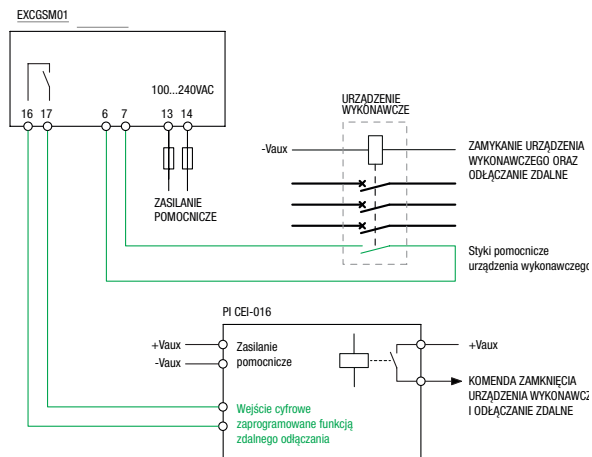 EXCGSM01
100...240VAC
16 17 6 7 13 14
ZASILANIE
POMOCNICZE
URZĄDZENIE
WYKONAWCZE
-Vaux
ZAMYKANIE URZĄDZENIA
WYKONAWCZEGO ORAZ
ODŁĄCZANIE ZDALNE
Styki pomocnicze
urządzenia wykonawczego
PI CEI-016
+Vaux
-Vaux
Zasilanie
pomocnicze
+Vaux
Wejście cyfrowe
zaprogramowane funkcją
zdalnego odłączania
KOMENDA ZAMKNIĘCIA
URZĄDZENIA WYKONAWCZ
I ODŁĄCZANIE ZDALNE